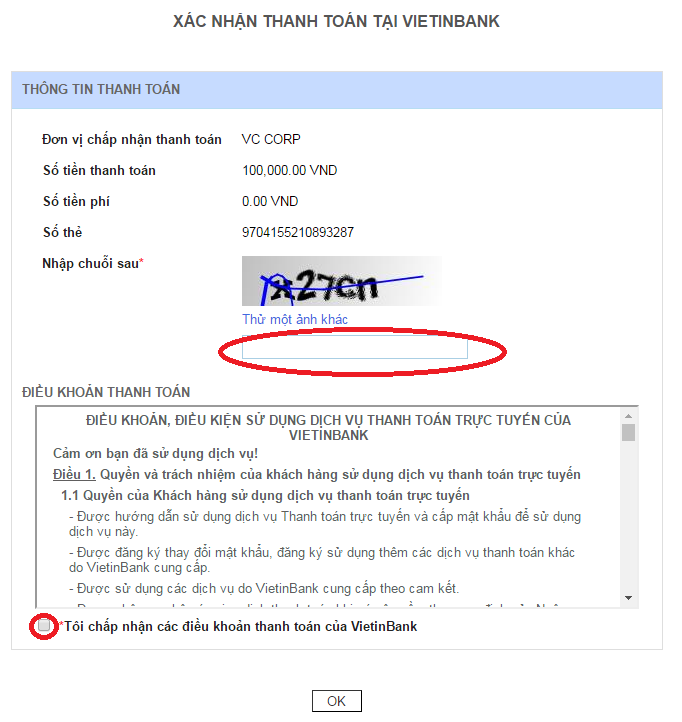 XÁC NHẬN THANH TOÁN TẠI VIETINBANK
THÔNG TIN THANH TOÁN
Đơn vị chấp nhận thanh toán VC CORP
Số tiền thanh toán 100,000.00 VND
Số tiền phí 0.00 VND
Số thẻ 9704155210893287
Nhập chuỗi sau* x27cn
Thử một ảnh khác
ĐIỀU KHOẢN THANH TOÁN
ĐIỀU KHOẢN, ĐIỀU KIỆN SỬ DỤNG DỊCH VỤ THANH TOÁN TRỰC TUYẾN CỦA
VIETINBANK
Cảm ơn bạn đã sử dụng dịch vụ!
Điều 1. Quyền và trách nhiệm của khách hàng sử dụng dịch vụ thanh toán trực tuyến
1.1 Quyền của Khách hàng sử dụng dịch vụ thanh toán trực tuyến
- Được hướng dẫn sử dụng dịch vụ Thanh toán trực tuyến và cấp mật khẩu để sử dụng
dịch vụ này.
- Được đăng ký thay đổi mật khẩu, đăng ký sử dụng thêm các dịch vụ thanh toán khác
do VietinBank cung cấp.
- Được sử dụng các dịch vụ do VietinBank cung cấp theo cam kết.
*Tôi chấp nhận các điều khoản thanh toán của VietinBank
OK